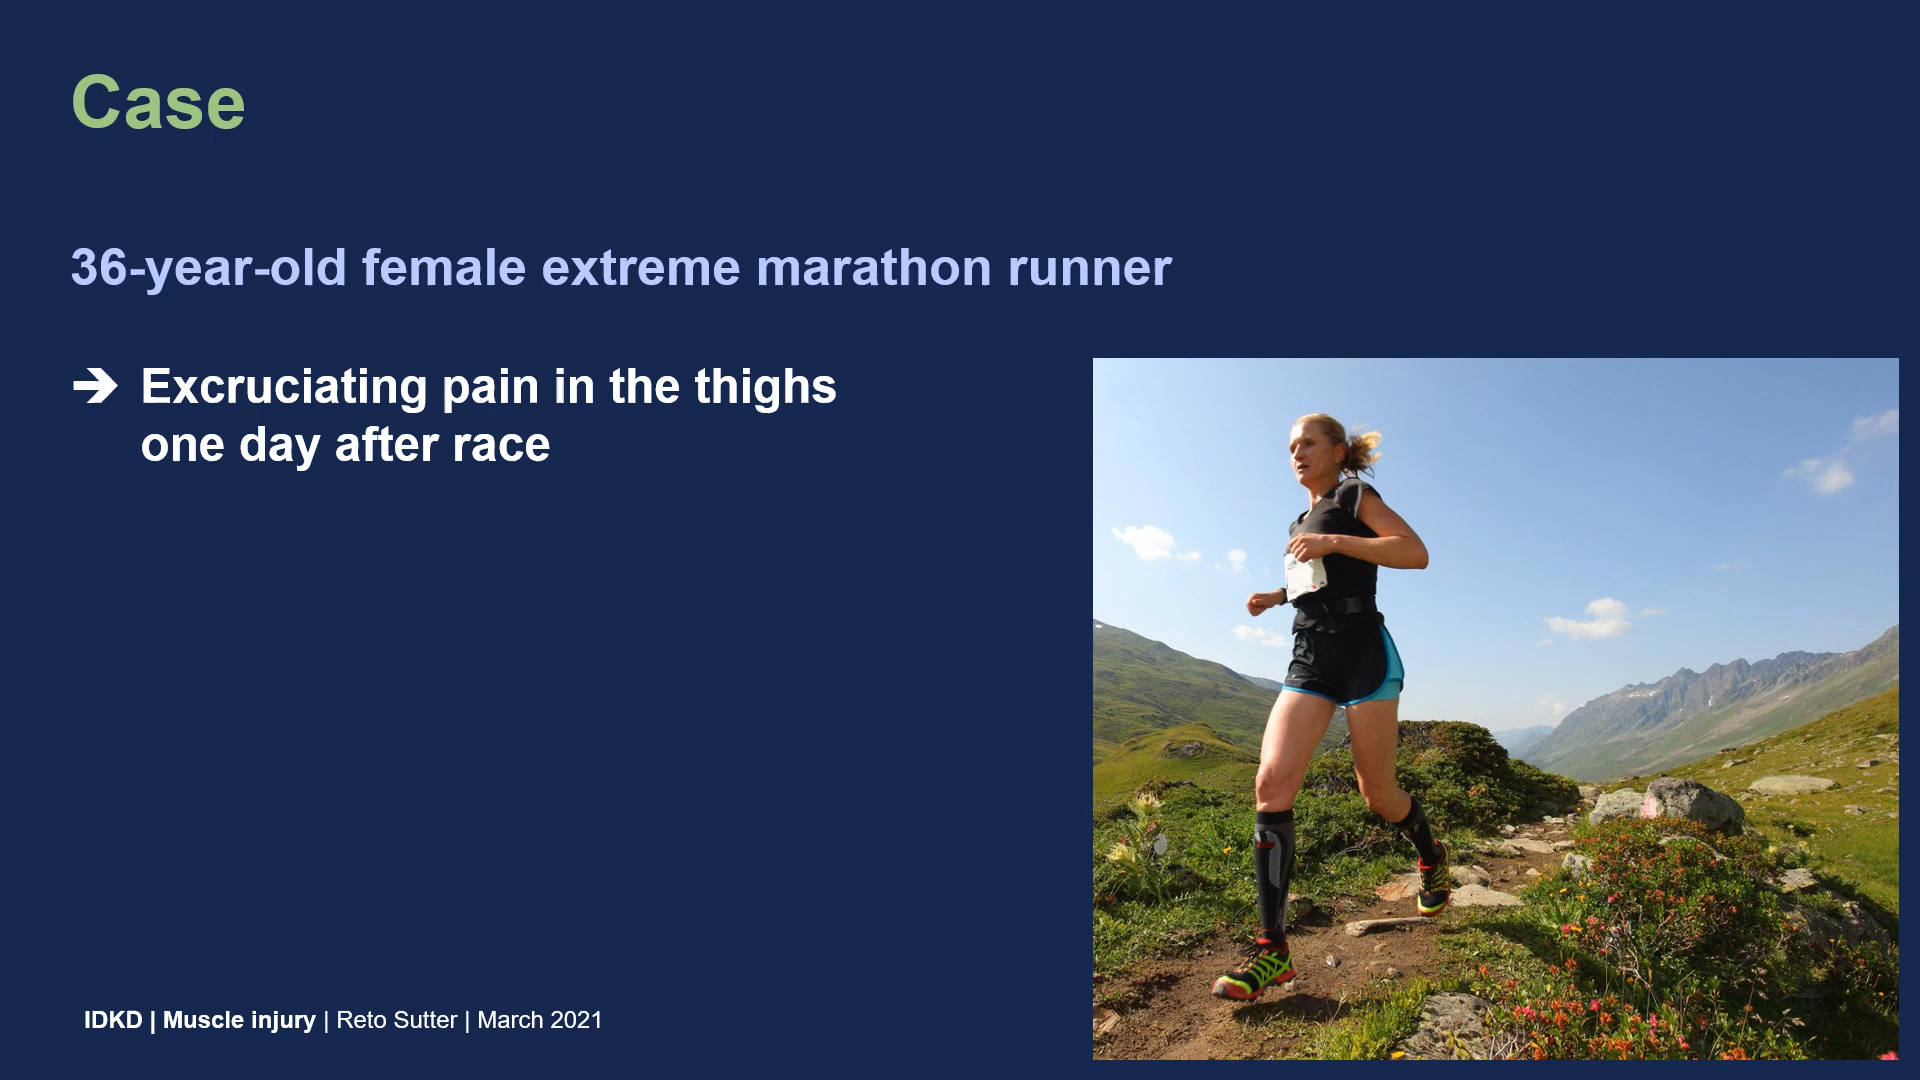 Case
36-year-old female extreme marathon runner
➔ Excruciating pain in the thighs
one day after race
IDKD | Muscle injury | Reto Sutter | March 2021